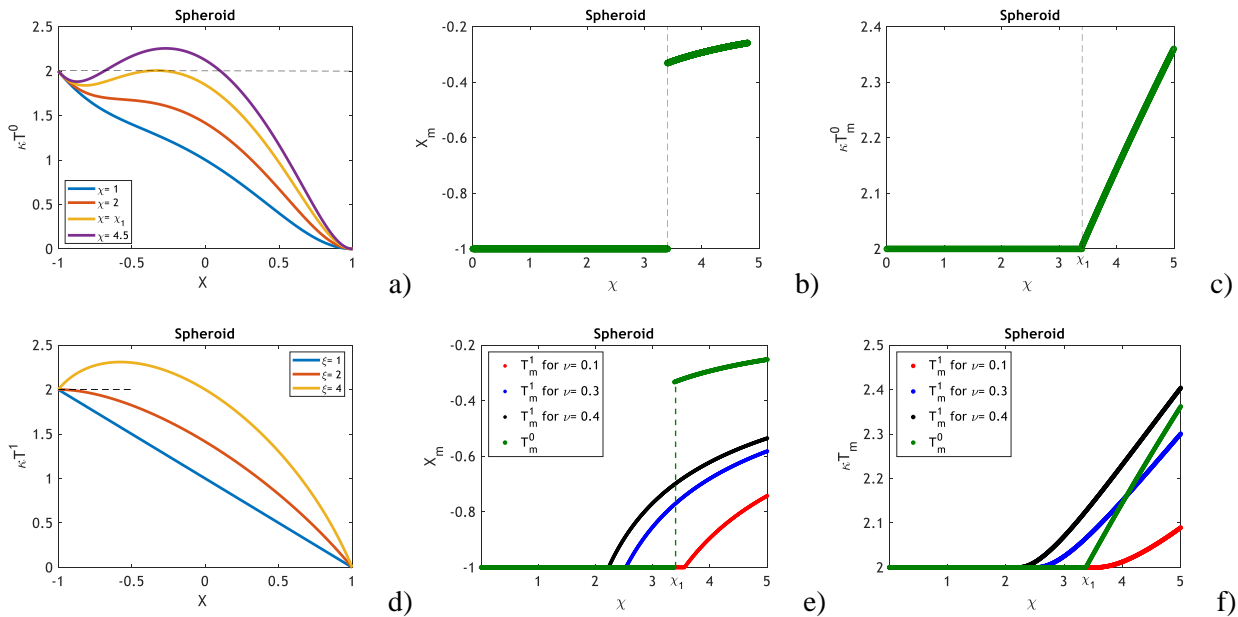 Spheroid
2.5
2
1.5
1
0.5
0
-1
-0.5
0
0.5
1
κT⁰
X
χ= 1
χ= 2
χ= χ₁
χ= 4.5
a)
Spheroid
-0.2
-0.4
-0.6
-0.8
-1
0
1
2
3
4
5
Xₘ
χ
b)
Spheroid
2.4
2.3
2.2
2.1
2
0
1
2
3
χ₁
4
5
κT⁰ₘ
χ
c)
Spheroid
2.5
2
1.5
1
0.5
0
-1
-0.5
0
0.5
1
κT¹
X
ξ= 1
ξ= 2
ξ= 4
d)
Spheroid
-0.2
-0.4
-0.6
-0.8
-1
1
2
3
χ₁
4
5
Xₘ
χ
T¹ₘ for ν= 0.1
T¹ₘ for ν= 0.3
T¹ₘ for ν= 0.4
T⁰ₘ
e)
Spheroid
2.5
2.4
2.3
2.2
2.1
2
1
2
3
χ₁
4
5
κTₘ
χ
T¹ₘ for ν= 0.1
T¹ₘ for ν= 0.3
T¹ₘ for ν= 0.4
T⁰ₘ
f)